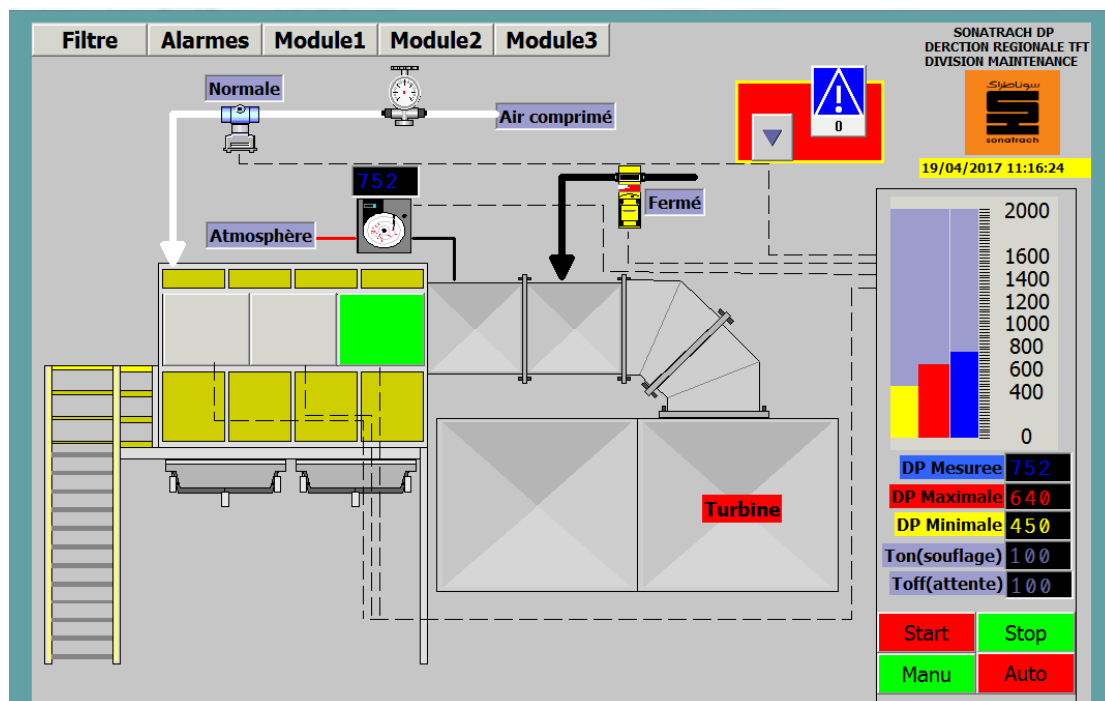 Filtre
Alarmes
Module1
Module2
Module3
SONATRACH DP
DERCTION REGIONALE TFT
DIVISION MAINTENANCE
سوناطراك
sonatrach
19/04/2017 11:16:24
Normale
Air comprimé
0
752
Fermé
Atmosphère
2000
1600
1400
1200
1000
800
600
400
0
Turbine
DP Mesuree 752
DP Maximale 640
DP Minimale 450
Ton(souflage) 100
Toff(attente) 100
Start
Stop
Manu
Auto